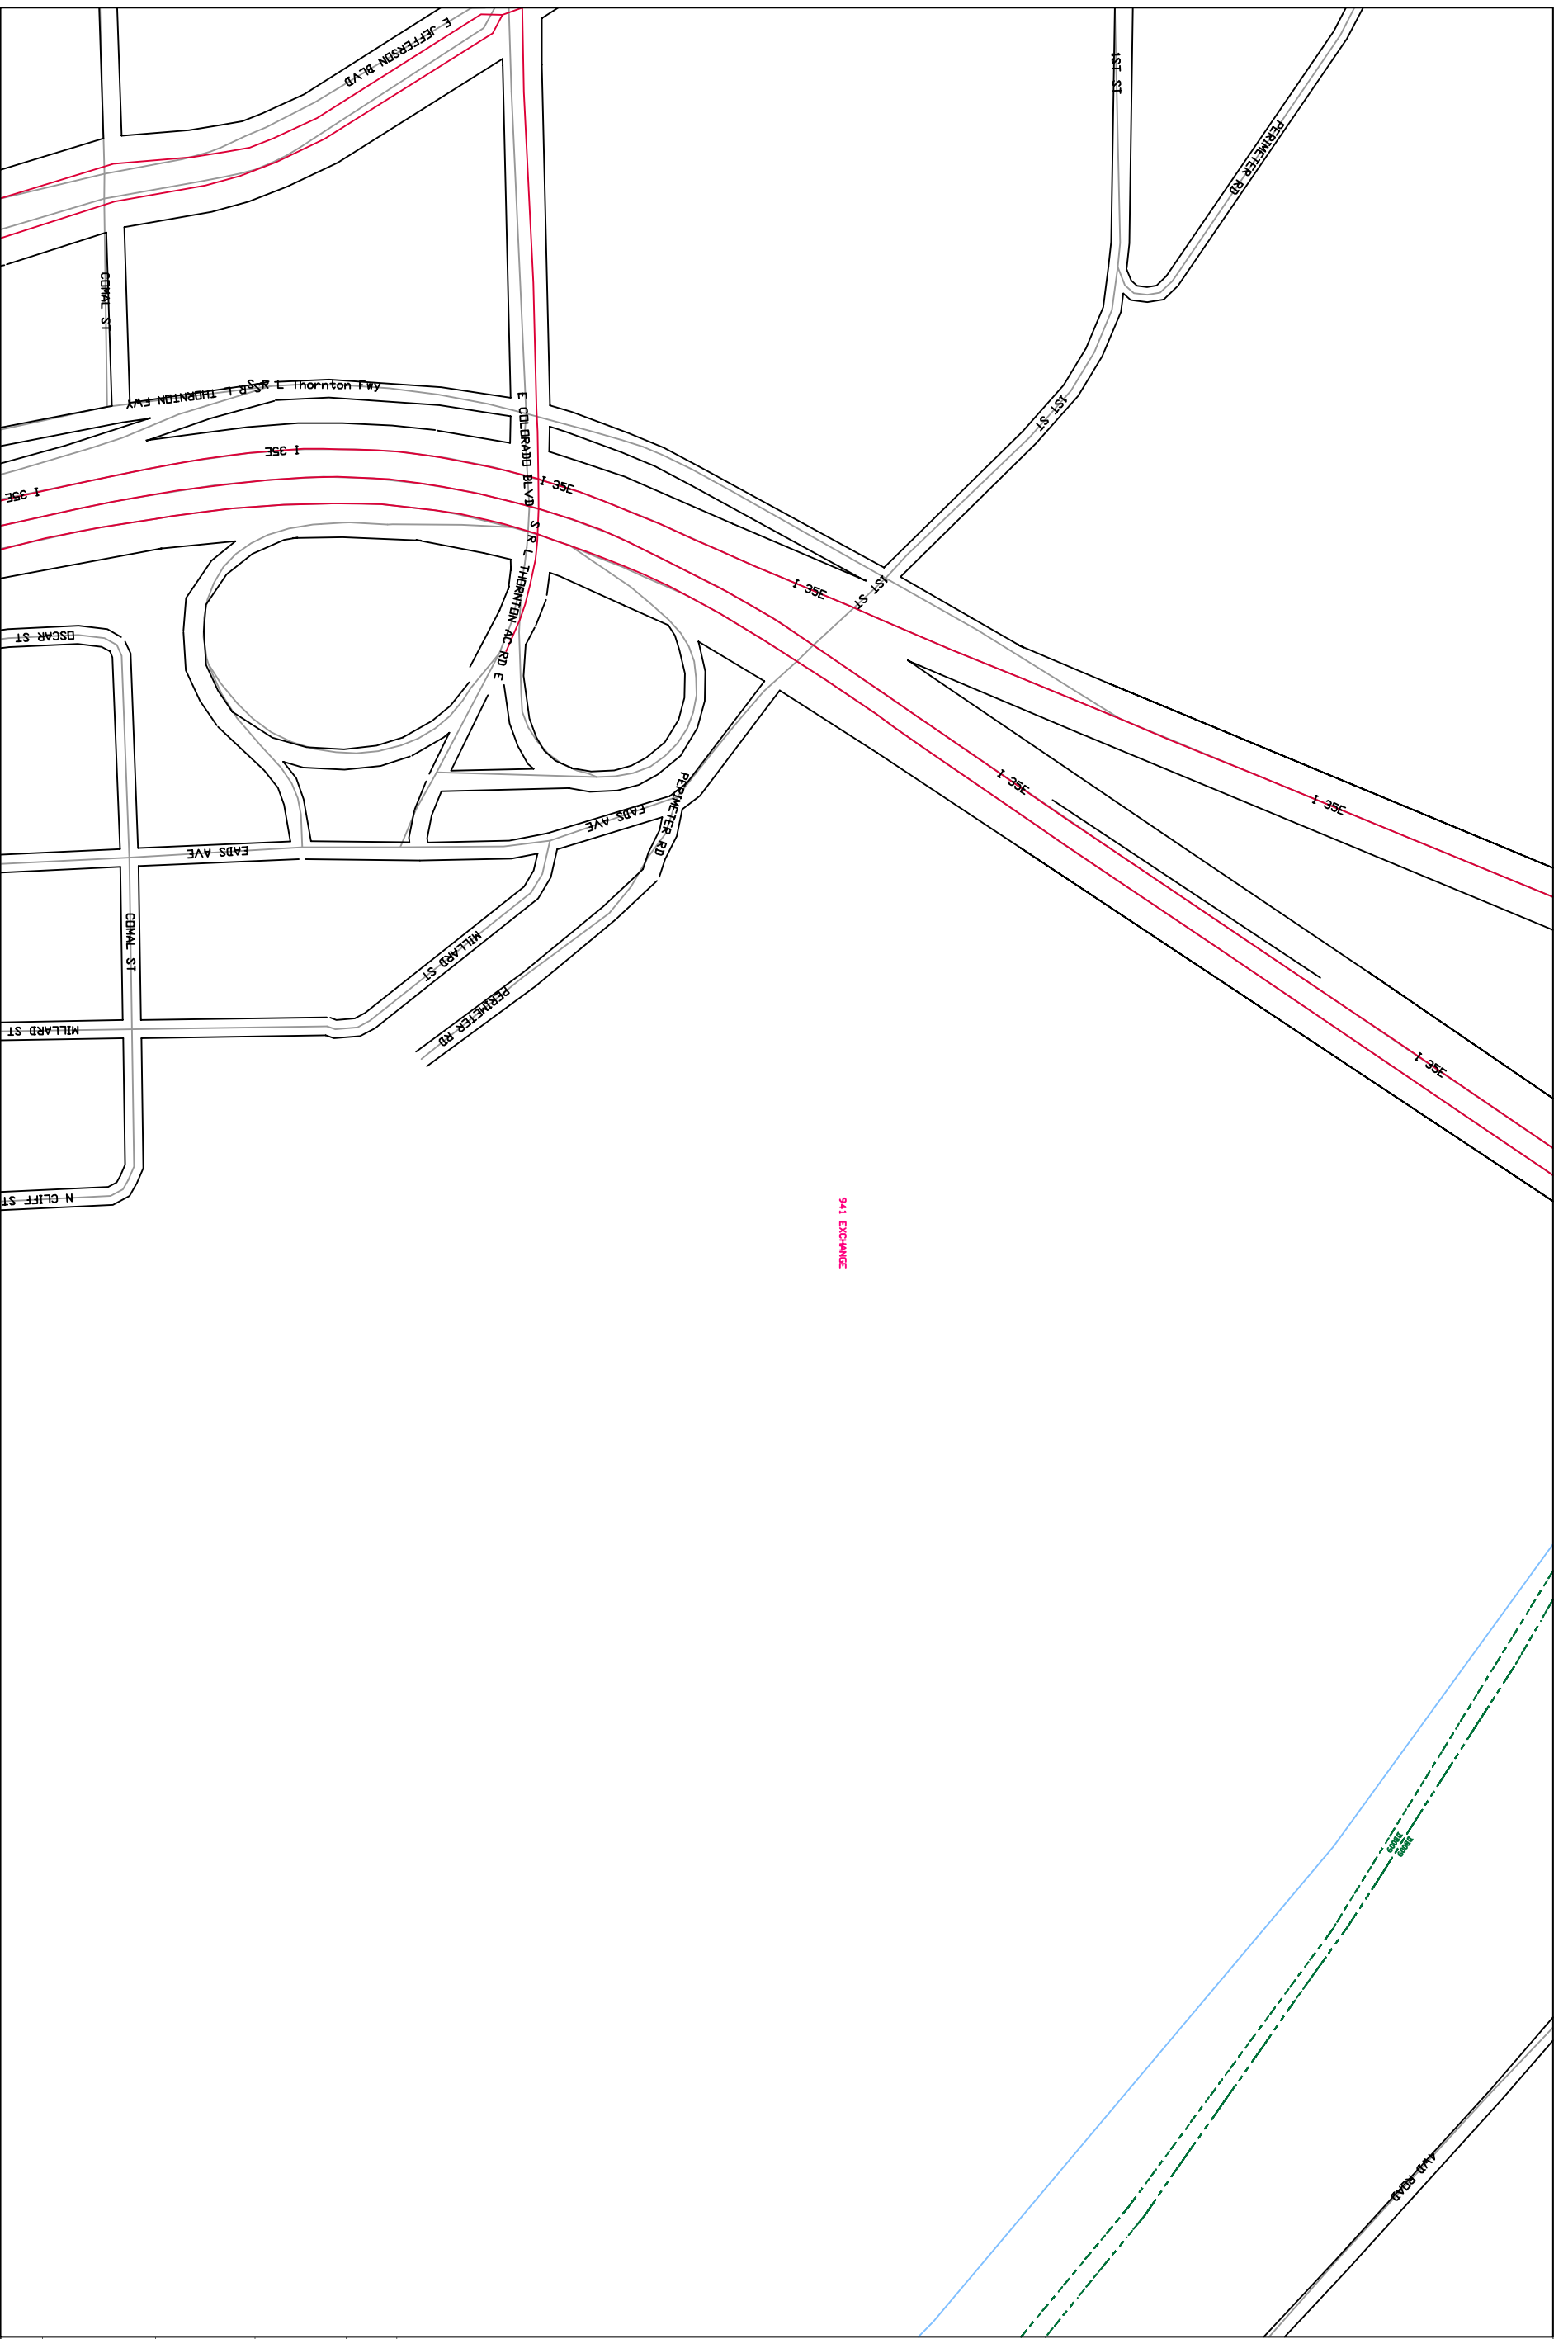 E JEFFERSON BLVD
1ST ST
PERIMETER RD
COMAL ST
S R L Thornton Fwy
S R L THORNTON FWY
E COLORADO BLVD
1ST ST
I 35E
I 35E
I 35E
I 35E
1ST ST
S R L THORNTON AC RD E
OSCAR ST
I 35E
I 35E
PERIMETER RD
EADS AVE
EADS AVE
COMAL ST
MILLARD ST
PERIMETER RD
MILLARD ST
I 35E
N CLIFF ST
941 EXCHANGE
4WD ROAD